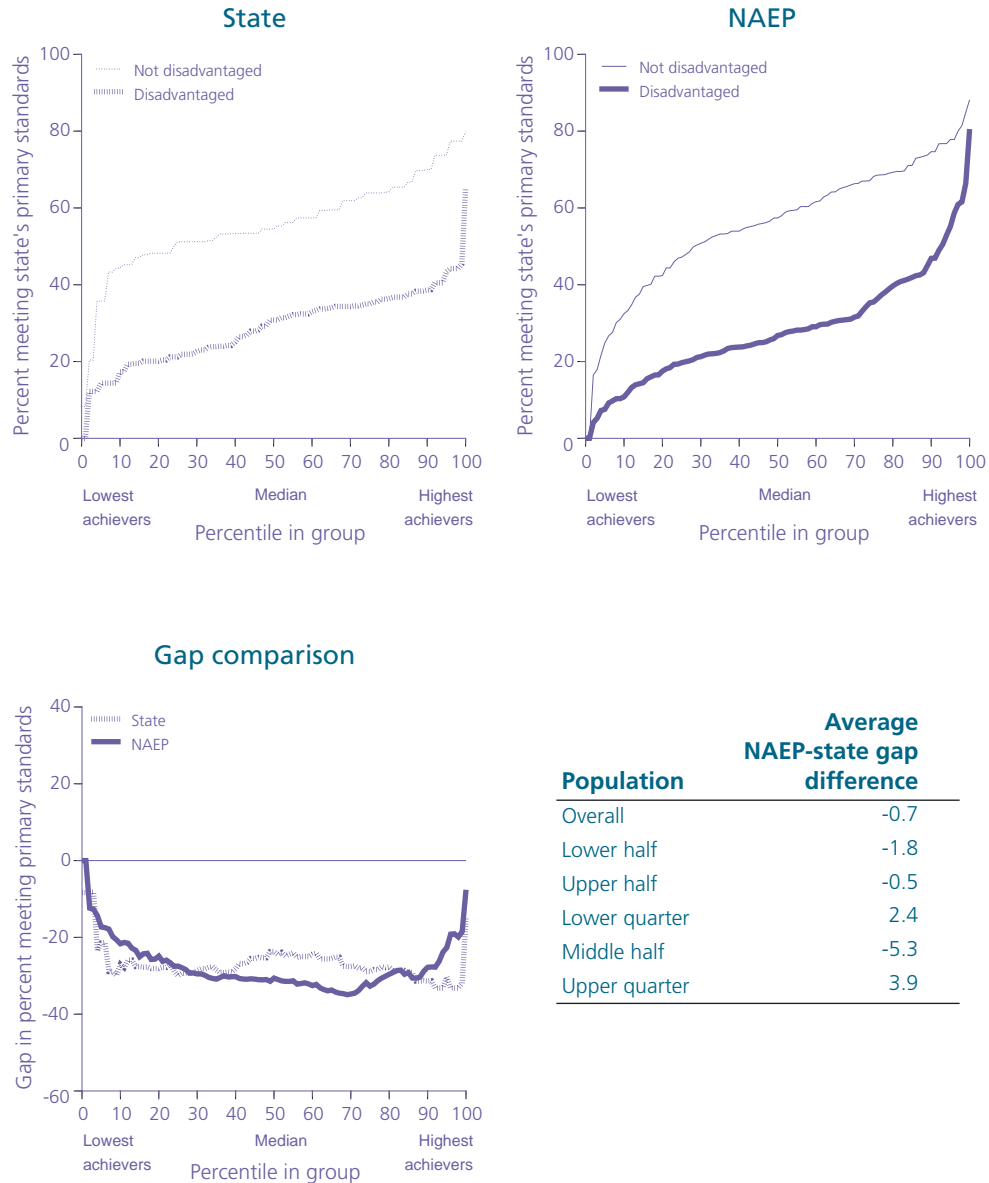 State
Percent meeting state's primary standards
100
80
60
40
20
0
Not disadvantaged
Disadvantaged
0 10 20 30 40 50 60 70 80 90 100
Lowest achievers
Median
Highest achievers
Percentile in group
NAEP
Percent meeting state's primary standards
100
80
60
40
20
0
Not disadvantaged
Disadvantaged
0 10 20 30 40 50 60 70 80 90 100
Lowest achievers
Median
Highest achievers
Percentile in group
Gap comparison
Gap in percent meeting primary standards
40
20
0
-20
-40
-60
State
NAEP
0 10 20 30 40 50 60 70 80 90 100
Lowest achievers
Median
Highest achievers
Percentile in group
Population
Average
NAEP-state gap
difference
Overall -0.7
Lower half -1.8
Upper half -0.5
Lower quarter 2.4
Middle half -5.3
Upper quarter 3.9